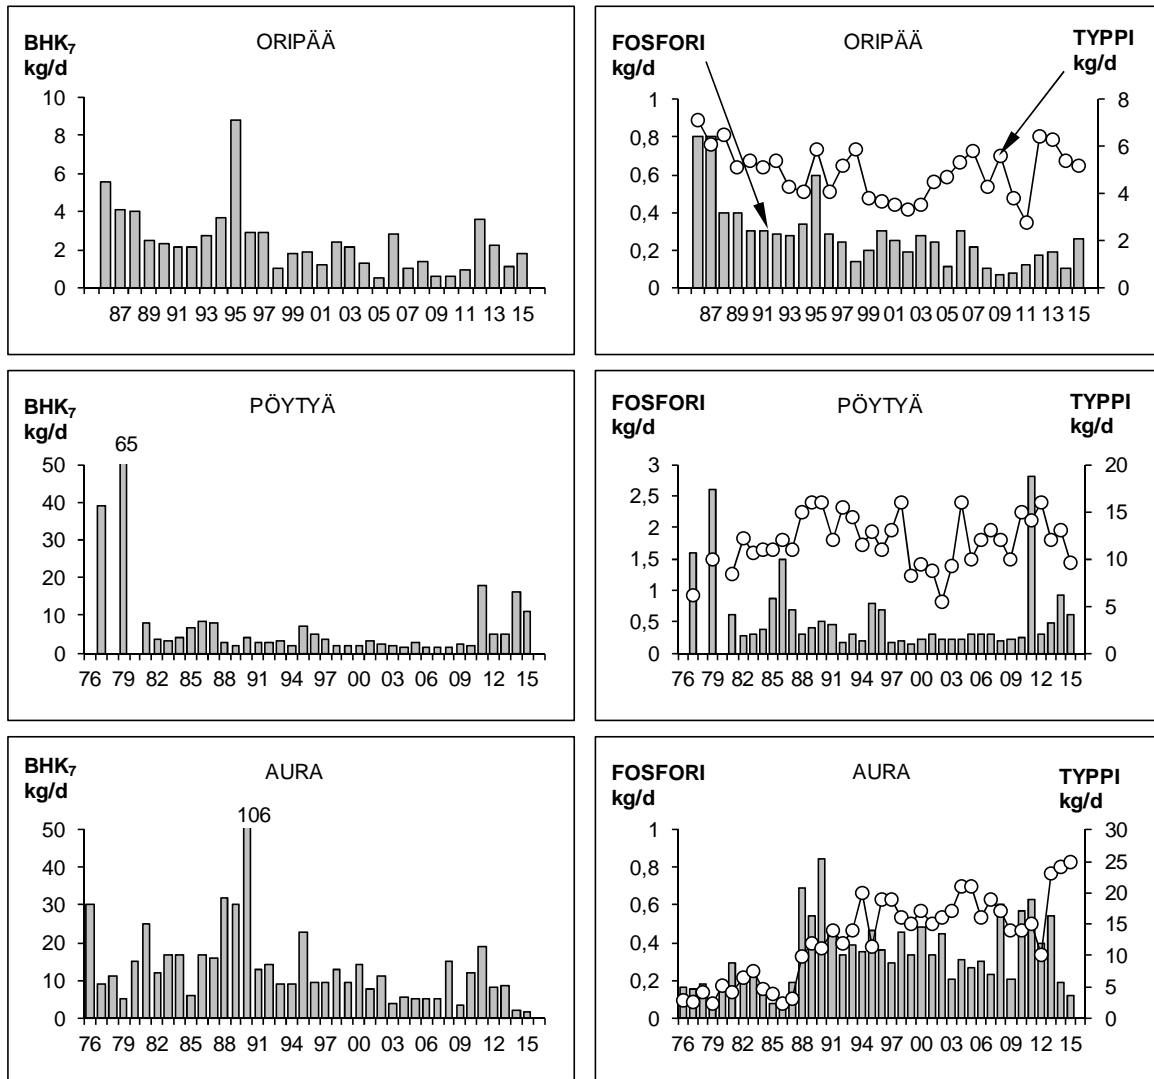 BHK₇
kg/d
ORIPÄÄ
10
8
6
4
2
0
87 89 91 93 95 97 99 01 03 05 07 09 11 13 15
FOSFORI
kg/d
ORIPÄÄ
TYPPI
kg/d
1
0,8
0,6
0,4
0,2
0
8
6
4
2
0
87 89 91 93 95 97 99 01 03 05 07 09 11 13 15
BHK₇
kg/d
PÖYTYÄ
65
50
40
30
20
10
0
76 79 82 85 88 91 94 97 00 03 06 09 12 15
FOSFORI
kg/d
PÖYTYÄ
TYPPI
kg/d
3
2,5
2
1,5
1
0,5
0
20
15
10
5
0
76 79 82 85 88 91 94 97 00 03 06 09 12 15
BHK₇
kg/d
AURA
106
50
40
30
20
10
0
76 79 82 85 88 91 94 97 00 03 06 09 12 15
FOSFORI
kg/d
AURA
TYPPI
kg/d
1
0,8
0,6
0,4
0,2
0
30
25
20
15
10
5
0
76 79 82 85 88 91 94 97 00 03 06 09 12 15